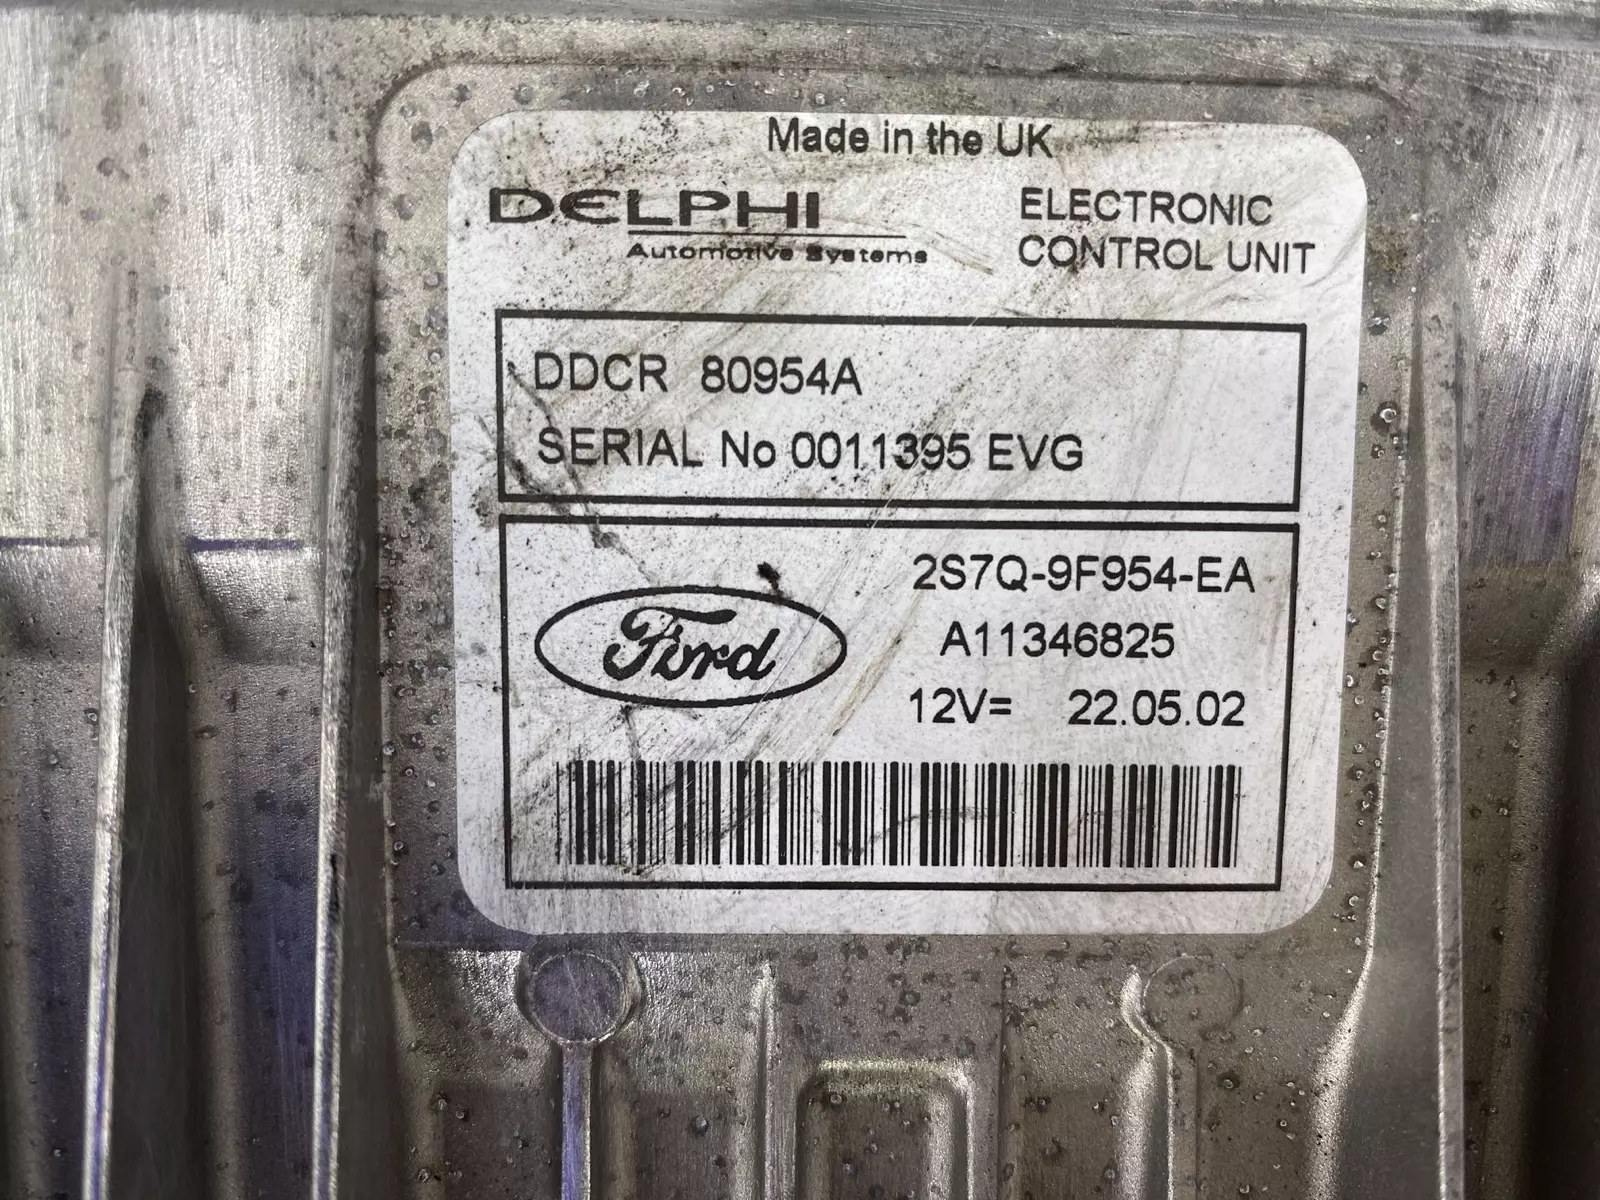 Made in the UK
DELPHI
Automotive Systems
ELECTRONIC
CONTROL UNIT
DDCR 80954A
SERIAL No 0011395 EVG
Ford
2S7Q-9F954-EA
A11346825
12V= 22.05.02